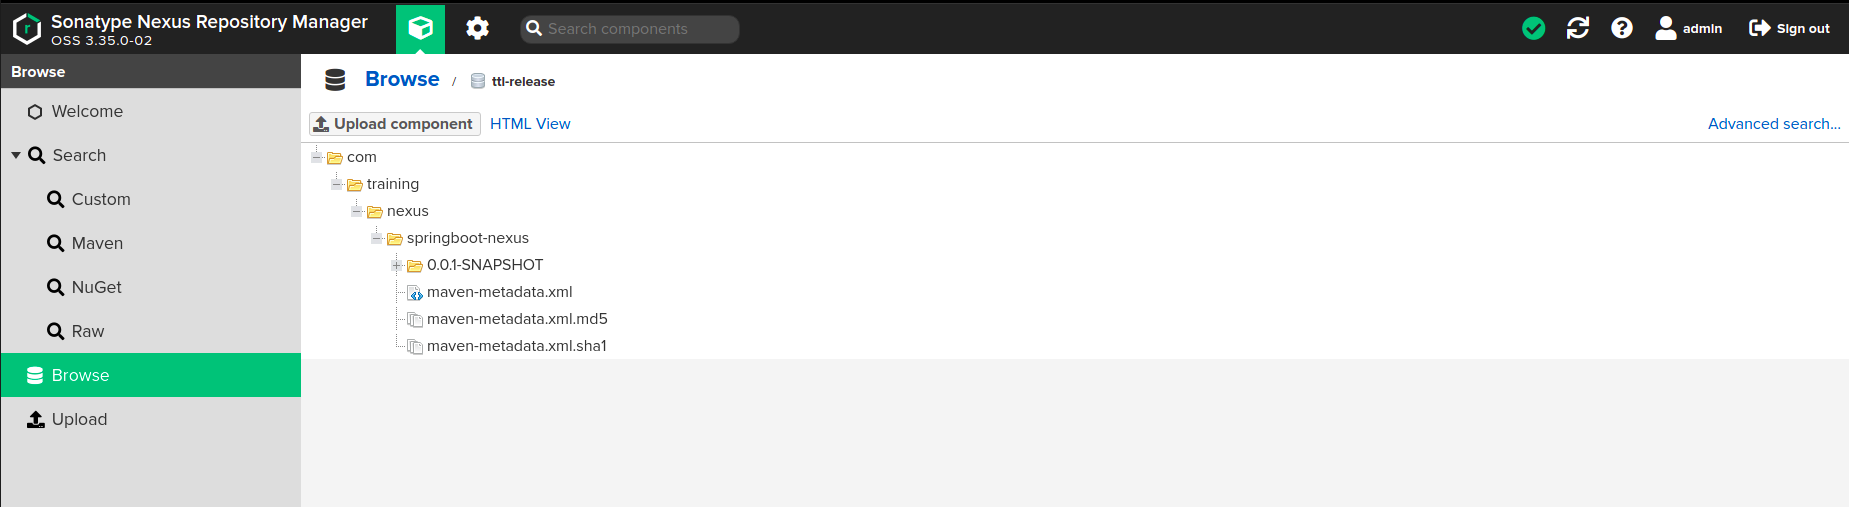 Sonatype Nexus Repository Manager
OSS 3.35.0-02
Search components
admin
Sign out
Browse
Welcome
Search
Custom
Maven
NuGet
Raw
Browse
Upload
Browse / ttl-release
Upload component HTML View Advanced search...
com
training
nexus
springboot-nexus
0.0.1-SNAPSHOT
maven-metadata.xml
maven-metadata.xml.md5
maven-metadata.xml.sha1